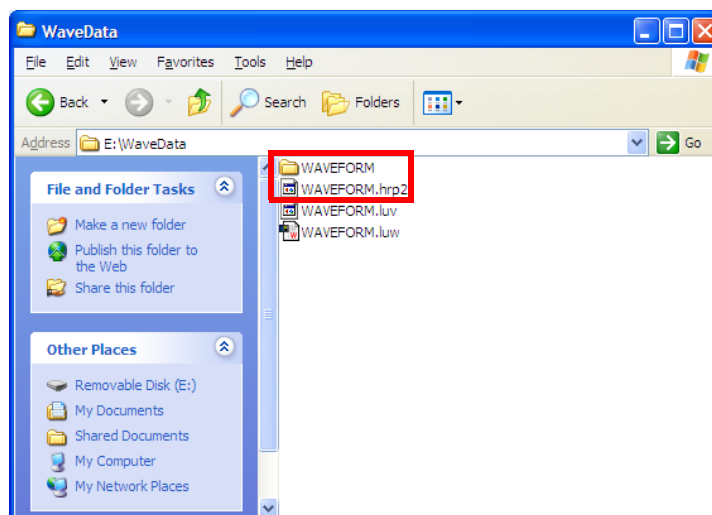 WaveData
File Edit View Favorites Tools Help
Back Search Folders
Address E:\WaveData Go
File and Folder Tasks
Make a new folder
Publish this folder to
the Web
Share this folder
Other Places
Removable Disk (E:)
My Documents
Shared Documents
My Computer
My Network Places
WAVEFORM
WAVEFORM.hrp2
WAVEFORM.luv
WAVEFORM.luw